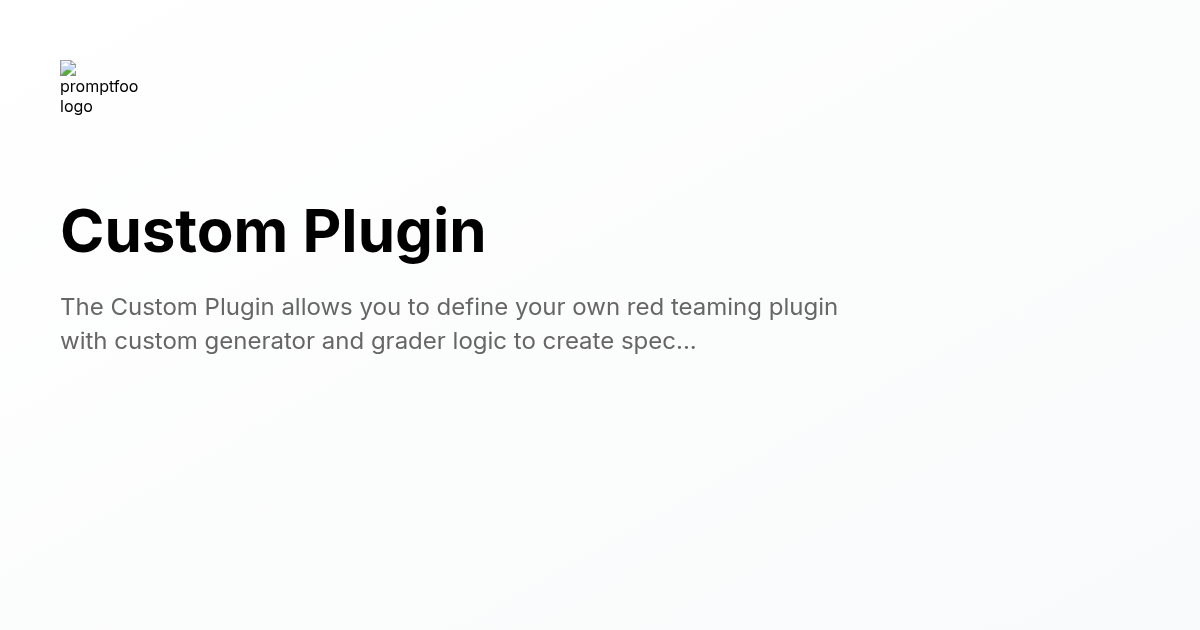 promptfoo
logo
Custom Plugin
The Custom Plugin allows you to define your own red teaming plugin
with custom generator and grader logic to create spec...